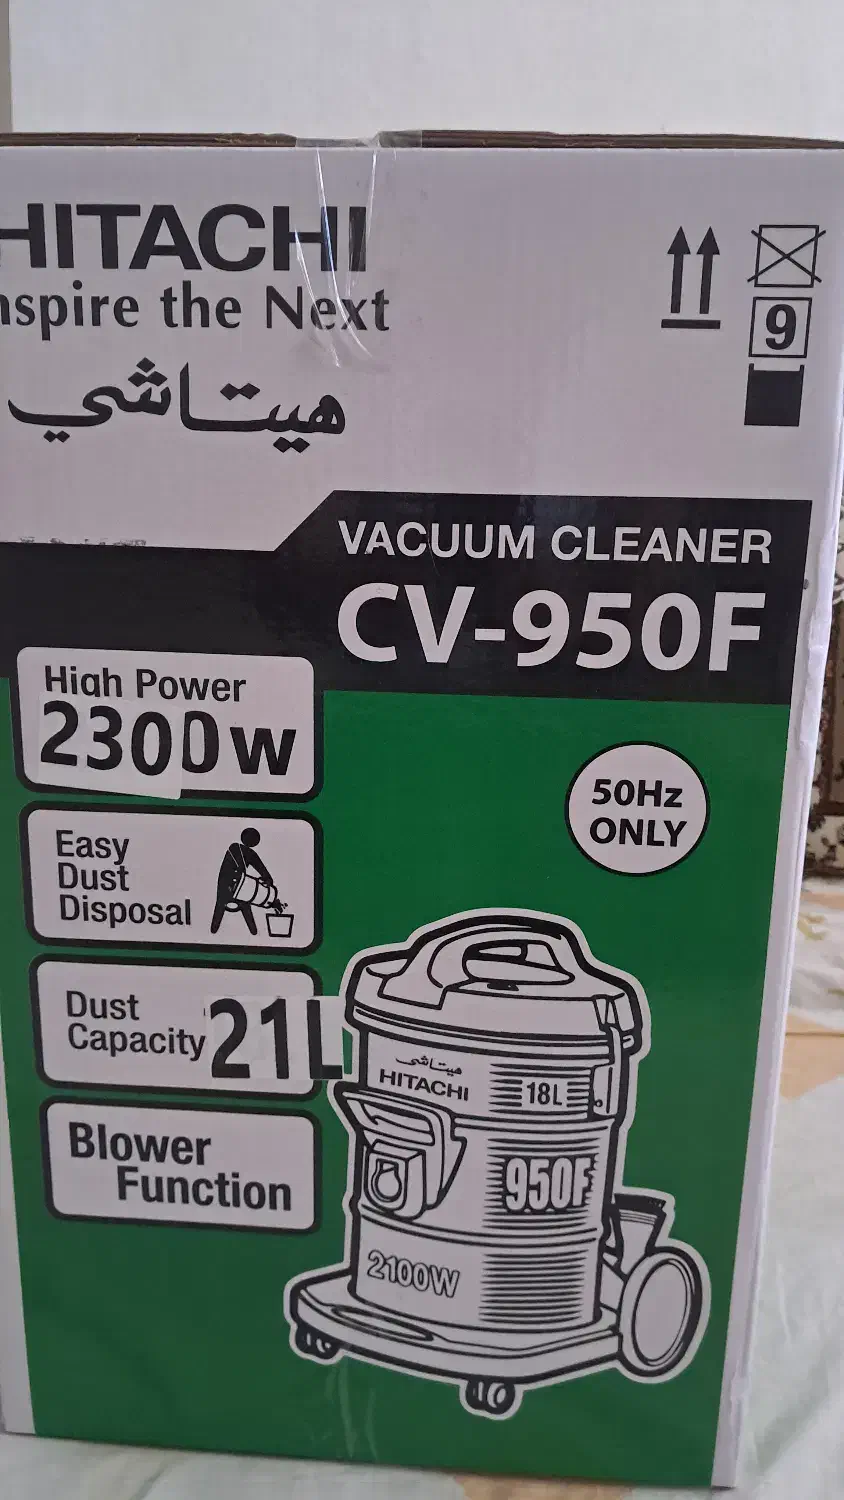 HITACHI
nspire the Next
هيتاشي
9
VACUUM CLEANER
CV-950F
High Power
2300W
50Hz
ONLY
Easy
Dust
Disposal
Dust
Capacity 21L
Blower
Function
هيتاشي
HITACHI
18L
950F
2100W